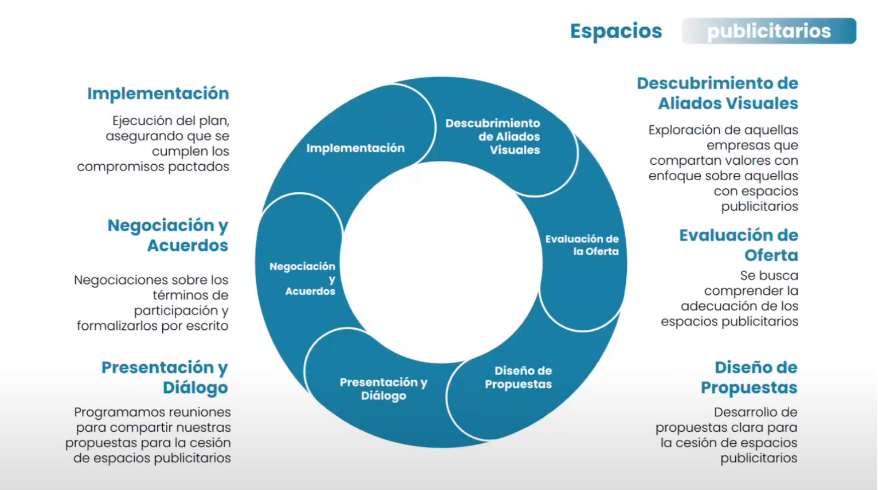 Espacios publicitarios
Implementación
Ejecución del plan,
asegurando que se
cumplen los
compromisos pactados
Negociación y
Acuerdos
Negociaciones sobre los
términos de
participación y
formalizarlos por escrito
Presentación y
Diálogo
Programamos reuniones
para compartir nuestras
propuestas para la cesión
de espacios publicitarios
Implementación
Descubrimiento
de Aliados
Visuales
Evaluación de
la Oferta
Diseño de
Propuestas
Presentación y
Diálogo
Negociación
y
Acuerdos
Descubrimiento de
Aliados Visuales
Exploración de aquellas
empresas que
compartan valores con
enfoque sobre aquellas
con espacios
publicitarios
Evaluación de
Oferta
Se busca
comprender la
adecuación de los
espacios publicitarios
Diseño de
Propuestas
Desarrollo de
propuestas clara para
la cesión de espacios
publicitarios